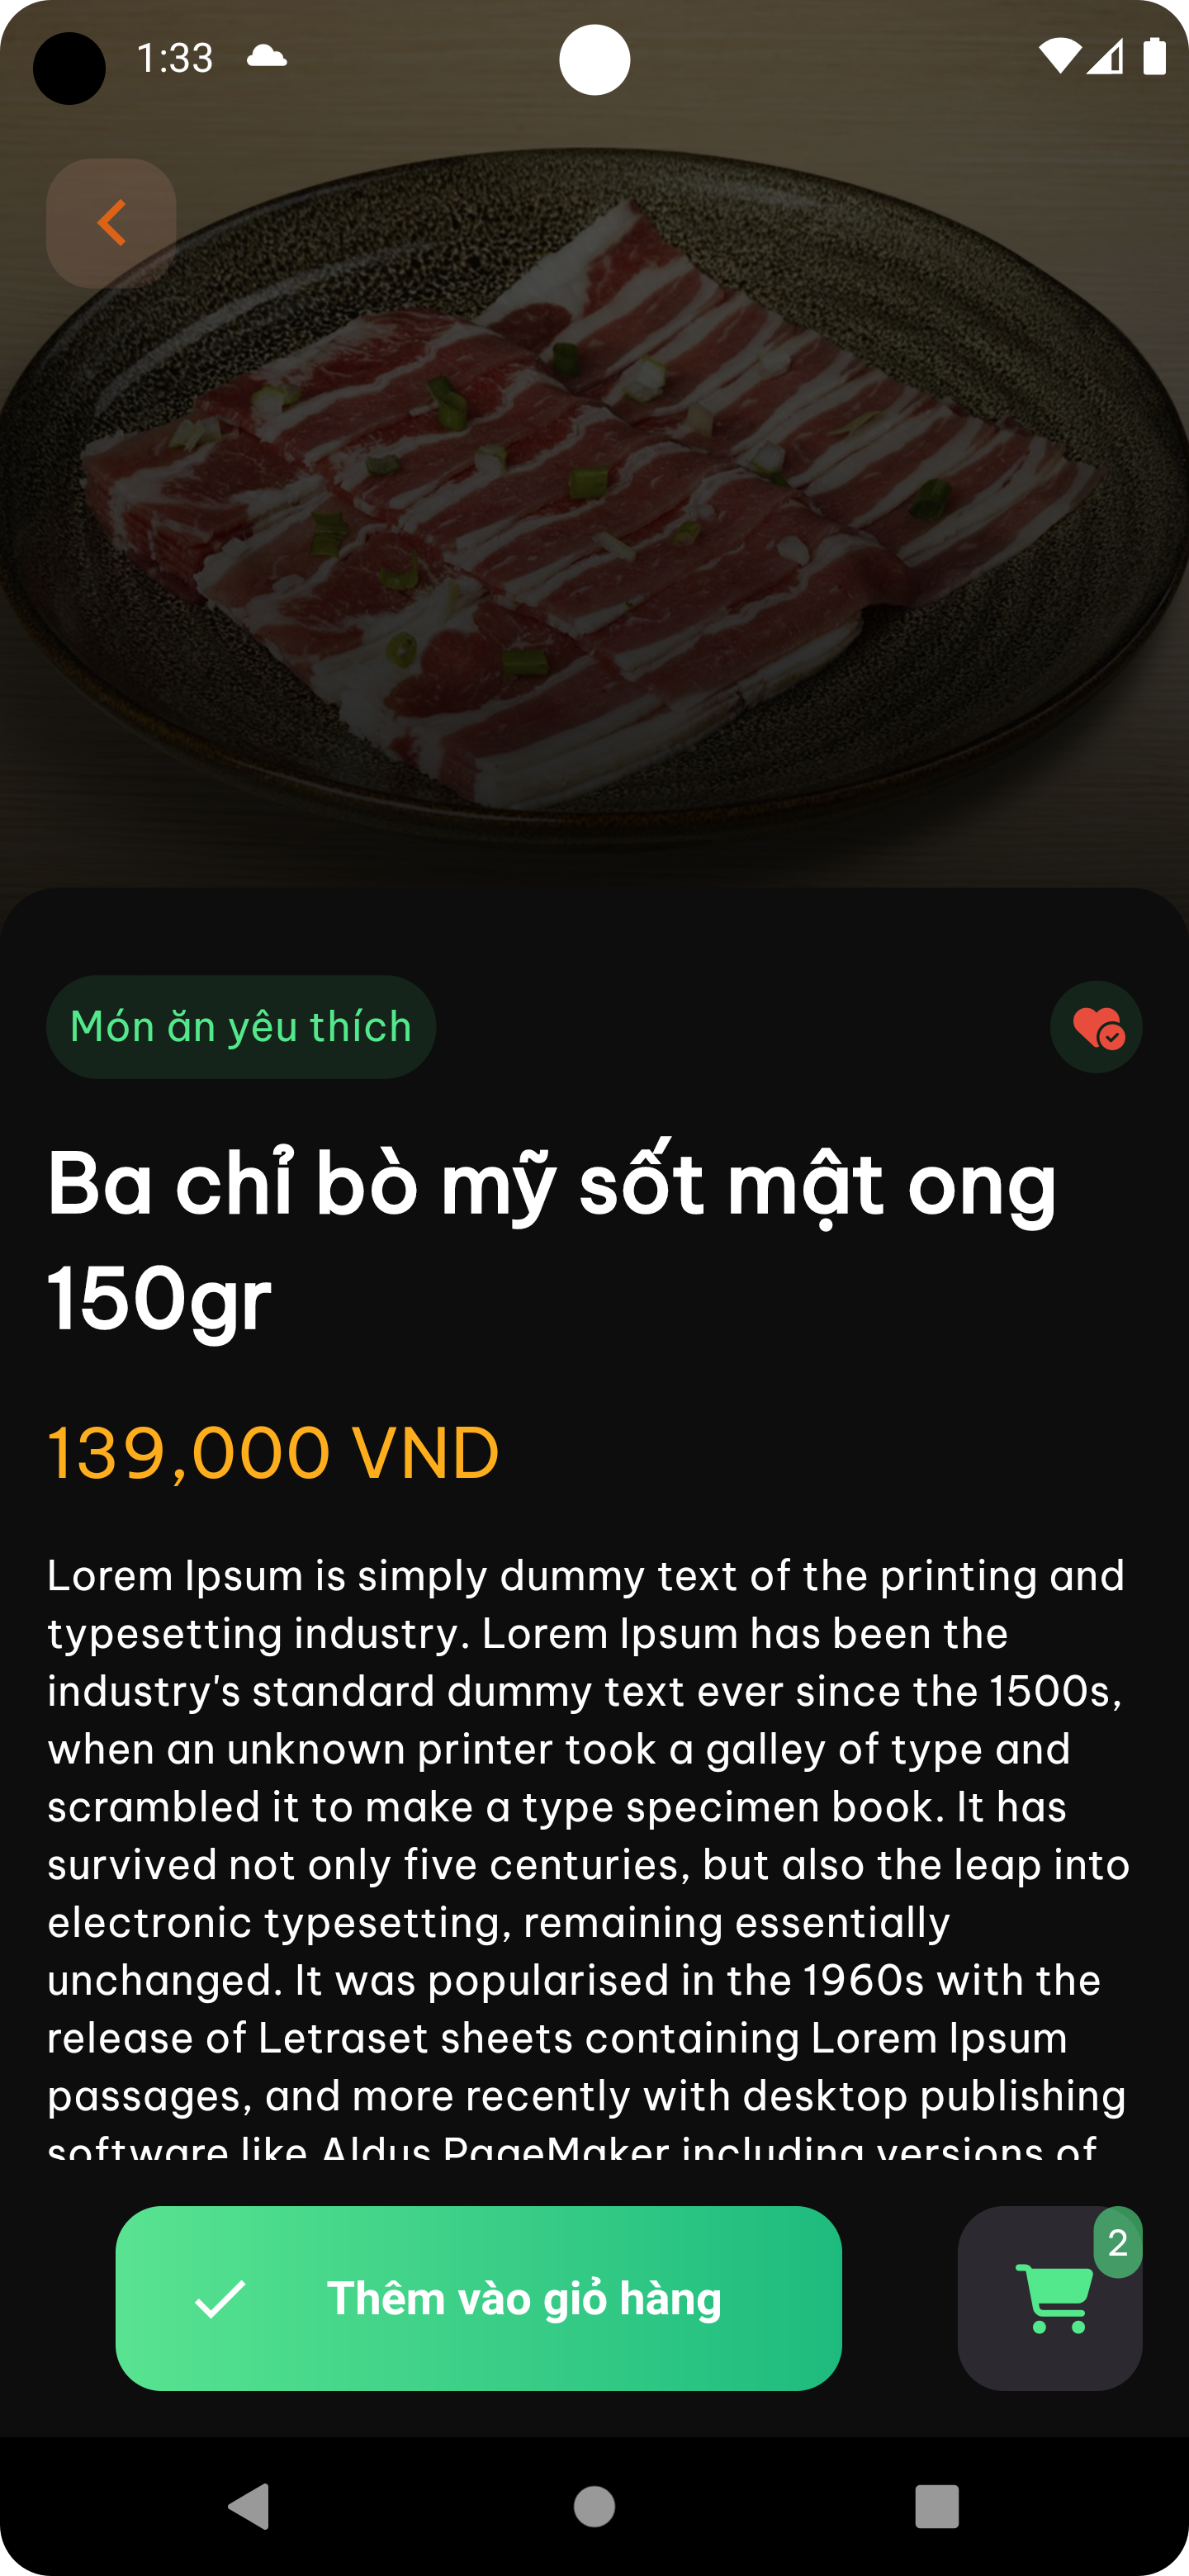 1:33
Món ăn yêu thích
Ba chỉ bò mỹ sốt mật ong
150gr
139,000 VND
Lorem Ipsum is simply dummy text of the printing and
typesetting industry. Lorem Ipsum has been the
industry's standard dummy text ever since the 1500s,
when an unknown printer took a galley of type and
scrambled it to make a type specimen book. It has
survived not only five centuries, but also the leap into
electronic typesetting, remaining essentially
unchanged. It was popularised in the 1960s with the
release of Letraset sheets containing Lorem Ipsum
passages, and more recently with desktop publishing
software like Aldus PageMaker including versions of
2
Thêm vào giỏ hàng